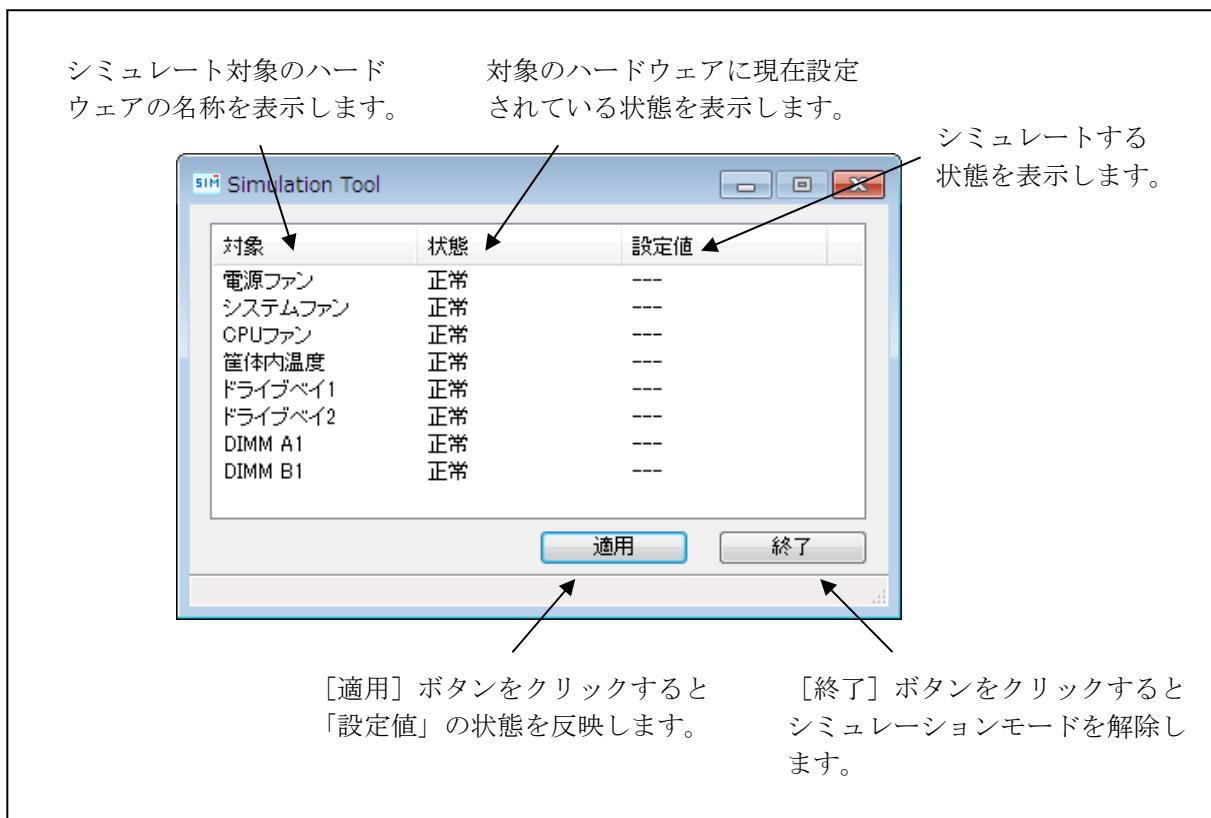 シミュレート対象のハード
ウェアの名称を表示します。
対象のハードウェアに現在設定
されている状態を表示します。
シミュレートする
状態を表示します。
SIM Simulation Tool
対象 状態 設定値
電源ファン 正常 ---
システムファン 正常 ---
CPUファン 正常 ---
筐体内温度 正常 ---
ドライブベイ1 正常 ---
ドライブベイ2 正常 ---
DIMM A1 正常 ---
DIMM B1 正常 ---
適用 終了
［適用］ボタンをクリックすると
「設定値」の状態を反映します。
［終了］ボタンをクリックすると
シミュレーションモードを解除し
ます。